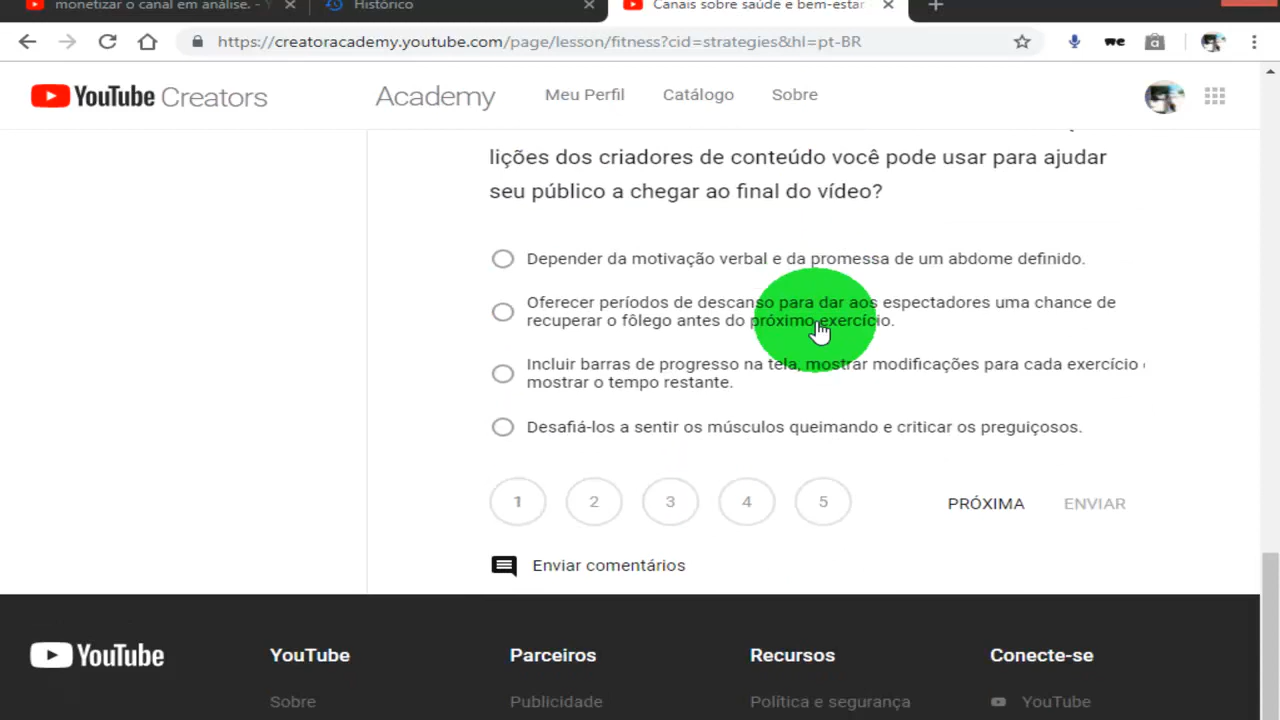 monetizar o canal em análise. - Y
Histórico
Canais sobre saúde e bem-estar
https://creatoracademy.youtube.com/page/lesson/fitness?cid=strategies&hl=pt-BR
YouTube Creators
Academy
Meu Perfil
Catálogo
Sobre
lições dos criadores de conteúdo você pode usar para ajudar
seu público a chegar ao final do vídeo?
Depender da motivação verbal e da promessa de um abdome definido.
Oferecer períodos de descanso para dar aos espectadores uma chance de
recuperar o fôlego antes do próximo exercício.
Incluir barras de progresso na tela, mostrar modificações para cada exercício
mostrar o tempo restante.
Desafiá-los a sentir os músculos queimando e criticar os preguiçosos.
1
2
3
4
5
PRÓXIMA
ENVIAR
Enviar comentários
YouTube
YouTube
Parceiros
Recursos
Conecte-se
Sobre
Publicidade
Política e segurança
YouTube